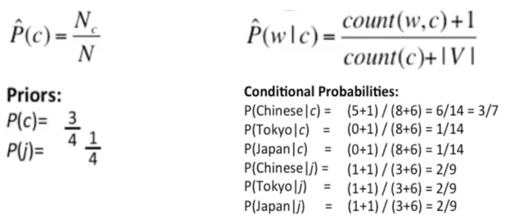 P̂(c) = N_c / N
P̂(w|c) = count(w,c)+1 / count(c)+|V|
Priors:
P(c)= 3/4
P(j)= 1/4
Conditional Probabilities:
P(Chinese|c) = (5+1) / (8+6) = 6/14 = 3/7
P(Tokyo|c) = (0+1) / (8+6) = 1/14
P(Japan|c) = (0+1) / (8+6) = 1/14
P(Chinese|j) = (1+1) / (3+6) = 2/9
P(Tokyo|j) = (1+1) / (3+6) = 2/9
P(Japan|j) = (1+1) / (3+6) = 2/9